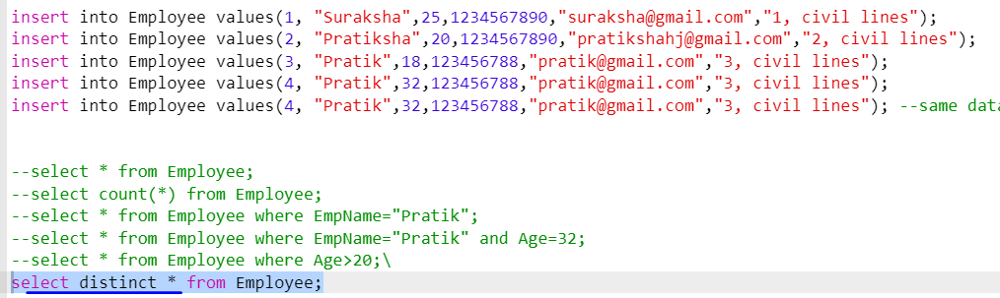 insert into Employee values(1, "Suraksha",25,1234567890,"suraksha@gmail.com","1, civil lines");
insert into Employee values(2, "Pratiksha",20,1234567890,"pratikshahj@gmail.com","2, civil lines");
insert into Employee values(3, "Pratik",18,123456788,"pratik@gmail.com","3, civil lines");
insert into Employee values(4, "Pratik",32,123456788,"pratik@gmail.com","3, civil lines");
insert into Employee values(4, "Pratik",32,123456788,"pratik@gmail.com","3, civil lines"); --same data
--select * from Employee;
--select count(*) from Employee;
--select * from Employee where EmpName="Pratik";
--select * from Employee where EmpName="Pratik" and Age=32;
--select * from Employee where Age>20;\
select distinct * from Employee;